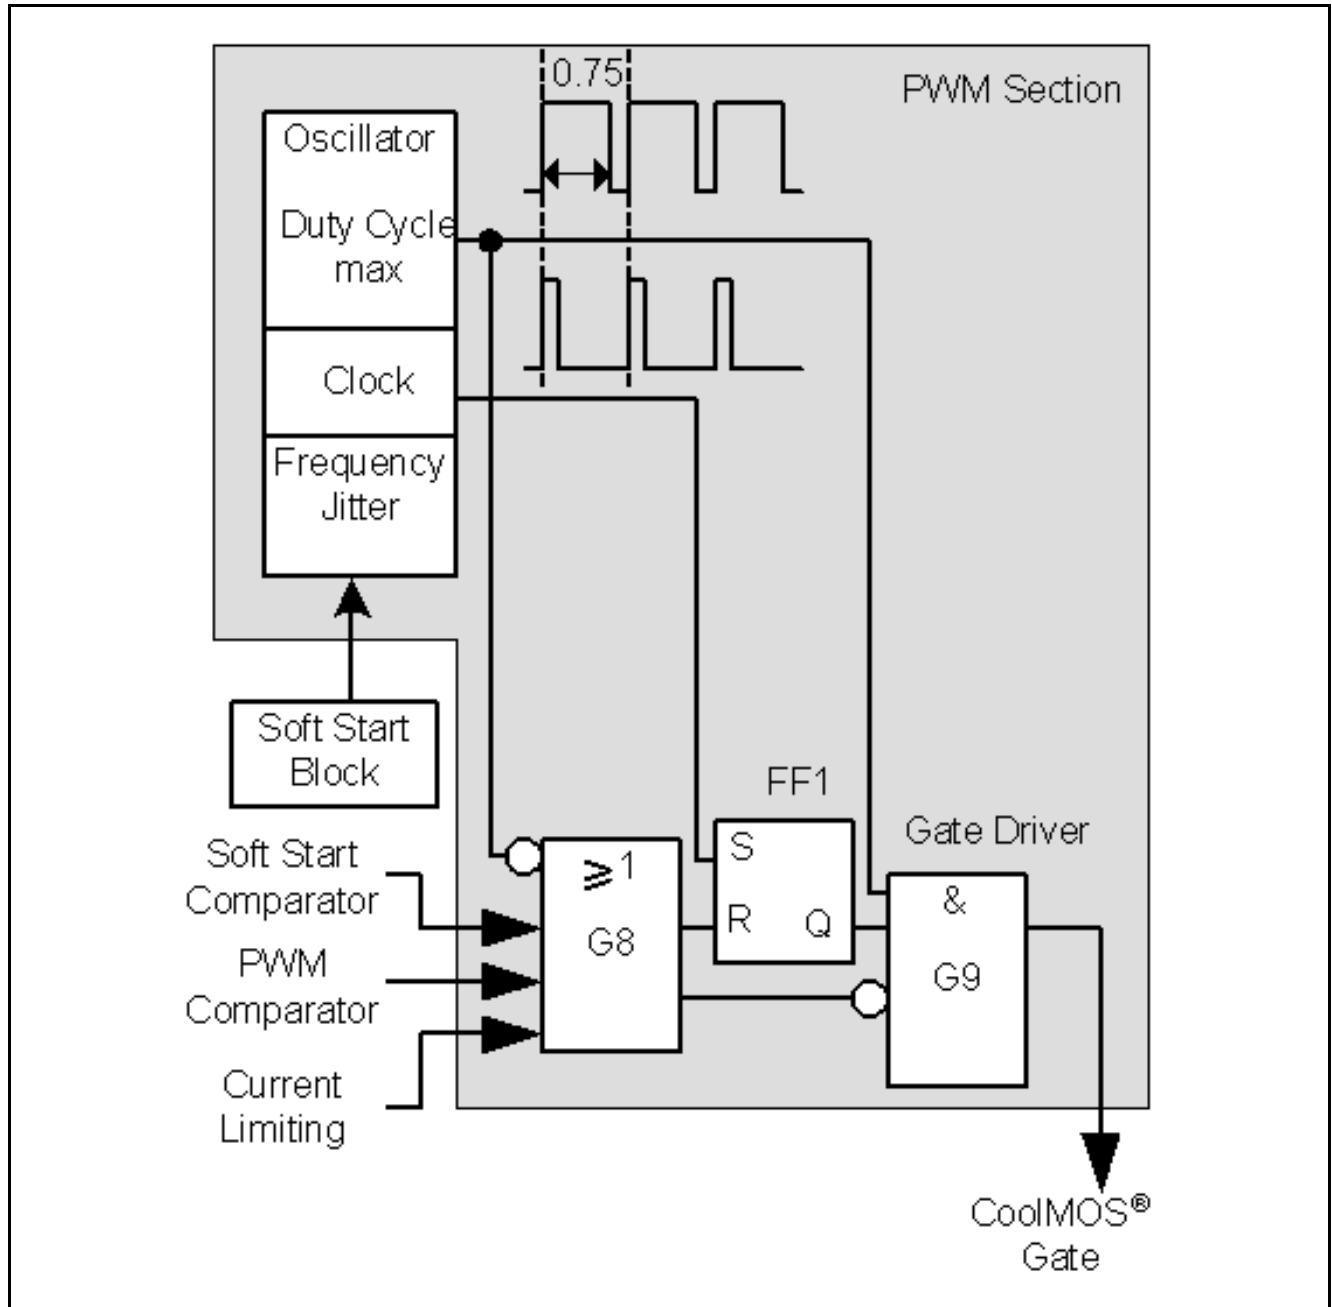 0.75
PWM Section
Oscillator
Duty Cycle
max
Clock
Frequency
Jitter
Soft Start
Block
FF1
Gate Driver
Soft Start
Comparator
PWM
Comparator
Current
Limiting
≥1
G8
S
R
Q
&
G9
CoolMOS®
Gate